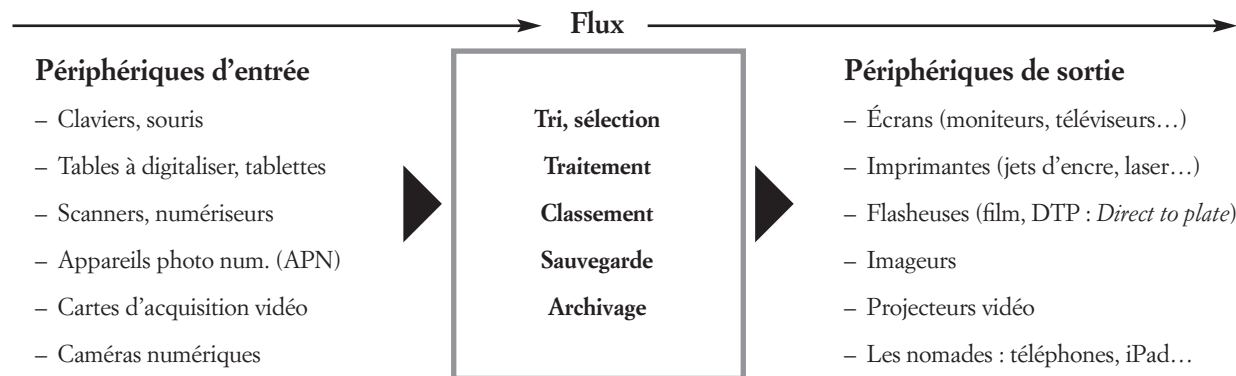 Flux
Périphériques d'entrée
– Claviers, souris
– Tables à digitaliser, tablettes
– Scanners, numériseurs
– Appareils photo num. (APN)
– Cartes d'acquisition vidéo
– Caméras numériques
Tri, sélection
Traitement
Classement
Sauvegarde
Archivage
Périphériques de sortie
– Écrans (moniteurs, téléviseurs…)
– Imprimantes (jets d'encre, laser…)
– Flasheuses (film, DTP : Direct to plate)
– Imageurs
– Projecteurs vidéo
– Les nomades : téléphones, iPad…